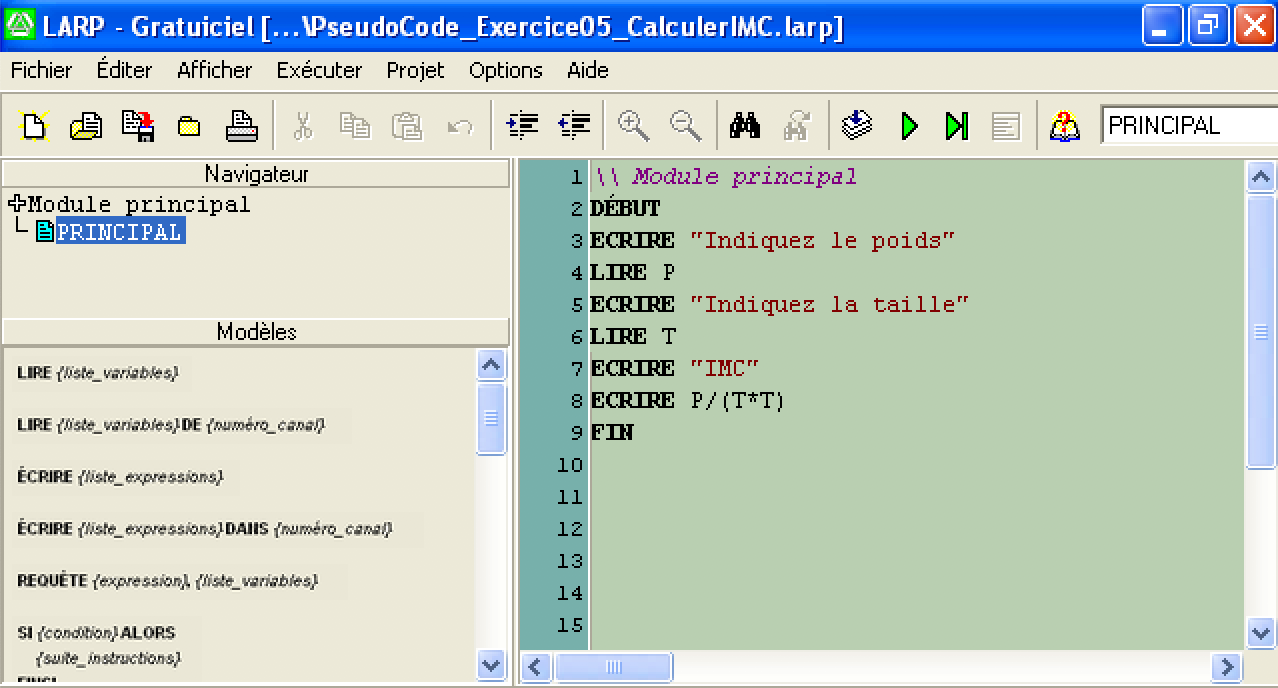 LARP - Gratuiciel [...\PseudoCode_Exercice05_CalculerIMC.larp]
Fichier Éditer Afficher Exécuter Projet Options Aide
PRINCIPAL
Navigateur
Module principal
PRINCIPAL
Modèles
LIRE {liste_variables}
LIRE {liste_variables} DE {numéro_canal}
ÉCRIRE {liste_expressions}
ÉCRIRE {liste_expressions} DANS {numéro_canal}
REQUÊTE {expression}, {liste_variables}
SI {condition} ALORS
{suite_instructions}
FINSI
1 \\ Module principal
2 DÉBUT
3 ECRIRE "Indiquez le poids"
4 LIRE P
5 ECRIRE "Indiquez la taille"
6 LIRE T
7 ECRIRE "IMC"
8 ECRIRE P/(T*T)
9 FIN
10
11
12
13
14
15